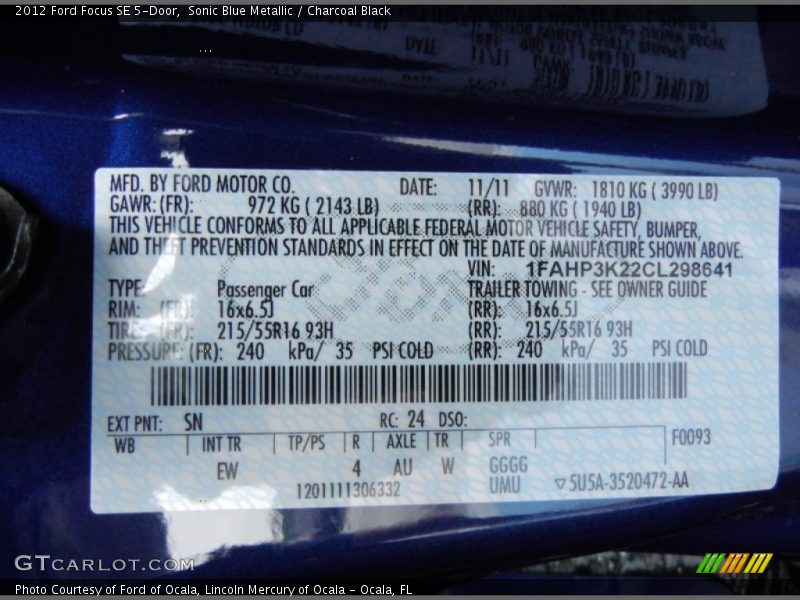 2012 Ford Focus SE 5-Door, Sonic Blue Metallic / Charcoal Black
MFD. BY FORD MOTOR CO. DATE: 11/11 GVWR: 1810 KG ( 3990 LB)
GAWR: (FR): 972 KG ( 2143 LB) (RR): 880 KG ( 1940 LB)
THIS VEHICLE CONFORMS TO ALL APPLICABLE FEDERAL MOTOR VEHICLE SAFETY, BUMPER,
AND THEFT PREVENTION STANDARDS IN EFFECT ON THE DATE OF MANUFACTURE SHOWN ABOVE.
VIN: 1FAHP3K22CL298641
TYPE: Passenger Car TRAILER TOWING - SEE OWNER GUIDE
RIM: (FR): 16x6.5J (RR): 16x6.5J
TIRE: (FR): 215/55R16 93H (RR): 215/55R16 93H
PRESSURE: (FR): 240 kPa/ 35 PSI COLD (RR): 240 kPa/ 35 PSI COLD
EXT PNT: SN RC: 24 DSO:
WB INT TR TP/PS R AXLE TR SPR F0093
EW 4 AU W GGGG
1201111306332 UMU ▽5U5A-3520472-AA
GTCARLOT.COM
Photo Courtesy of Ford of Ocala, Lincoln Mercury of Ocala - Ocala, FL